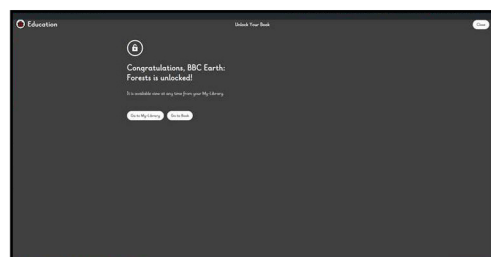 Education
Unlock Your Book
Close
Congratulations, BBC Earth:
Forests is unlocked!
It is available view at any time from your My Library
Go to My Library
Go to Book